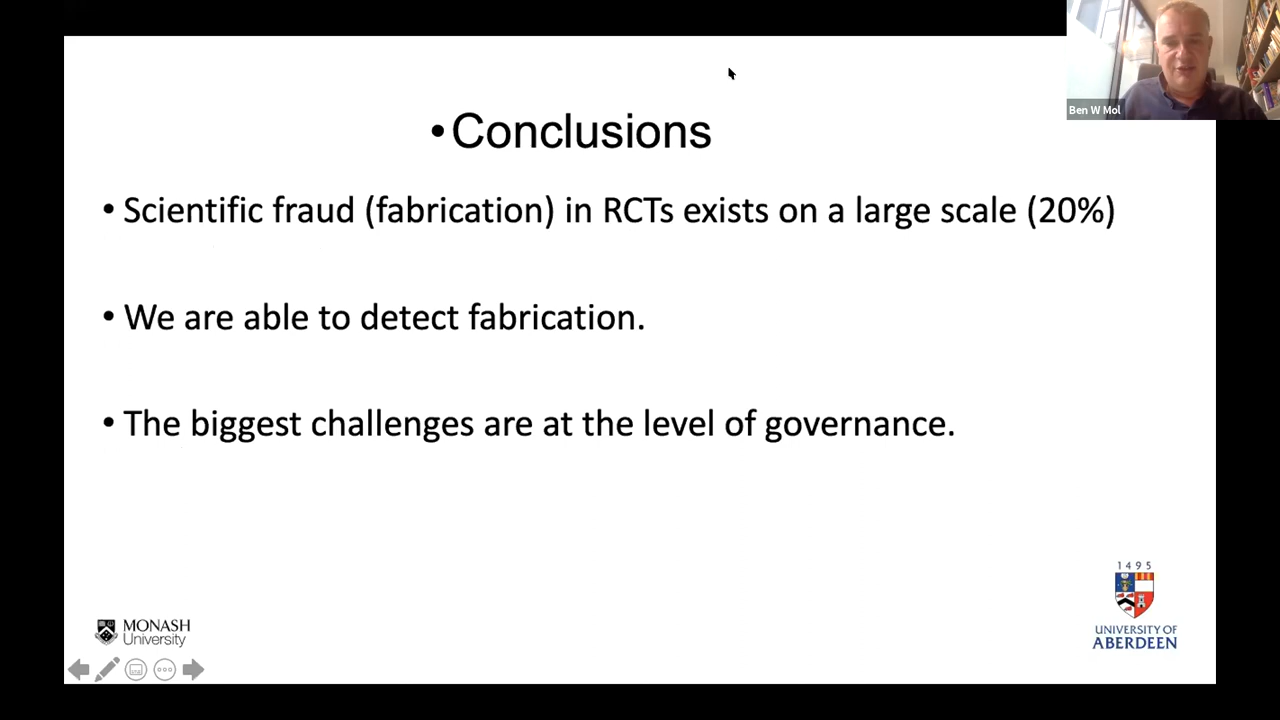 Ben W Mol
• Conclusions
• Scientific fraud (fabrication) in RCTs exists on a large scale (20%)
• We are able to detect fabrication.
• The biggest challenges are at the level of governance.
1495
MONASH
University
UNIVERSITY OF
ABERDEEN